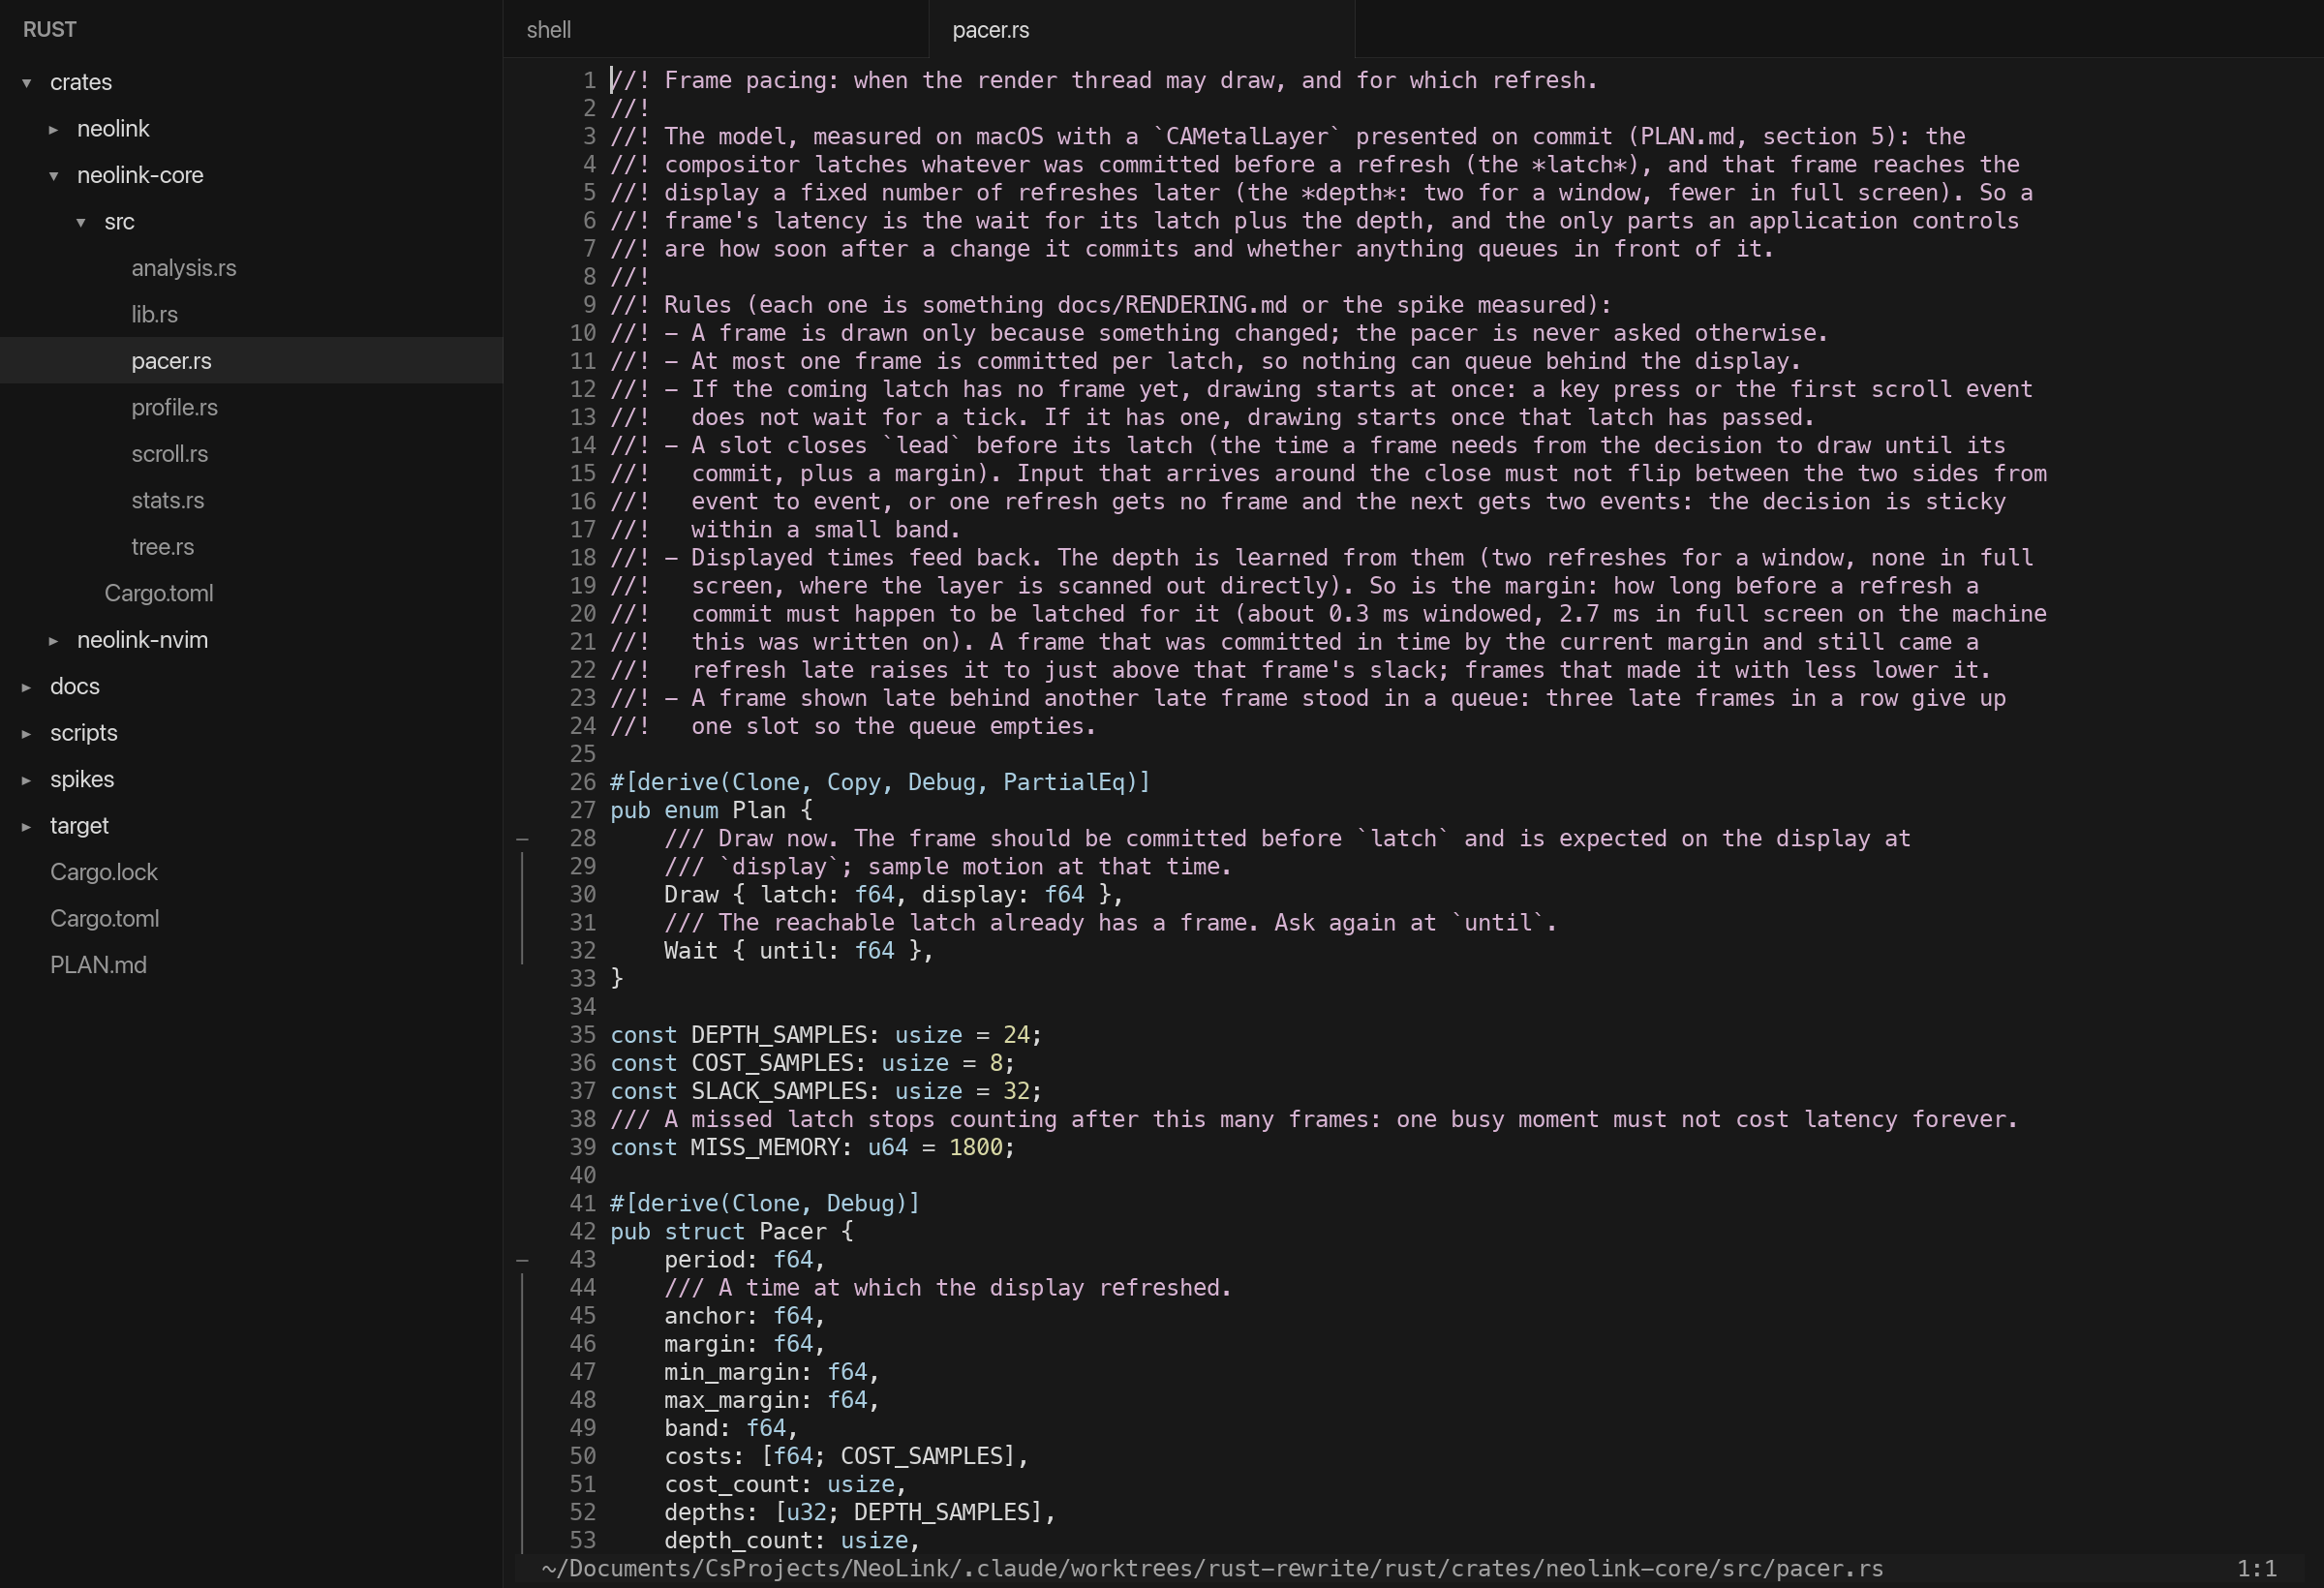 RUST
crates
neolink
neolink-core
src
analysis.rs
lib.rs
pacer.rs
profile.rs
scroll.rs
stats.rs
tree.rs
Cargo.toml
neolink-nvim
docs
scripts
spikes
target
Cargo.lock
Cargo.toml
PLAN.md
shell
pacer.rs
1 //! Frame pacing: when the render thread may draw, and for which refresh.
2 //!
3 //! The model, measured on macOS with a `CAMetalLayer` presented on commit (PLAN.md, section 5): the
4 //! compositor latches whatever was committed before a refresh (the *latch*), and that frame reaches the
5 //! display a fixed number of refreshes later (the *depth*: two for a window, fewer in full screen). So a
6 //! frame's latency is the wait for its latch plus the depth, and the only parts an application controls
7 //! are how soon after a change it commits and whether anything queues in front of it.
8 //!
9 //! Rules (each one is something docs/RENDERING.md or the spike measured):
10 //! - A frame is drawn only because something changed; the pacer is never asked otherwise.
11 //! - At most one frame is committed per latch, so nothing can queue behind the display.
12 //! - If the coming latch has no frame yet, drawing starts at once: a key press or the first scroll event
13 //!   does not wait for a tick. If it has one, drawing starts once that latch has passed.
14 //! - A slot closes `lead` before its latch (the time a frame needs from the decision to draw until its
15 //!   commit, plus a margin). Input that arrives around the close must not flip between the two sides from
16 //!   event to event, or one refresh gets no frame and the next gets two events: the decision is sticky
17 //!   within a small band.
18 //! - Displayed times feed back. The depth is learned from them (two refreshes for a window, none in full
19 //!   screen, where the layer is scanned out directly). So is the margin: how long before a refresh a
20 //!   commit must happen to be latched for it (about 0.3 ms windowed, 2.7 ms in full screen on the machine
21 //!   this was written on). A frame that was committed in time by the current margin and still came a
22 //!   refresh late raises it to just above that frame's slack; frames that made it with less lower it.
23 //! - A frame shown late behind another late frame stood in a queue: three late frames in a row give up
24 //!   one slot so the queue empties.
25
26 #[derive(Clone, Copy, Debug, PartialEq)]
27 pub enum Plan {
28     /// Draw now. The frame should be committed before `latch` and is expected on the display at
29     /// `display`; sample motion at that time.
30     Draw { latch: f64, display: f64 },
31     /// The reachable latch already has a frame. Ask again at `until`.
32     Wait { until: f64 },
33 }
34
35 const DEPTH_SAMPLES: usize = 24;
36 const COST_SAMPLES: usize = 8;
37 const SLACK_SAMPLES: usize = 32;
38 /// A missed latch stops counting after this many frames: one busy moment must not cost latency forever.
39 const MISS_MEMORY: u64 = 1800;
40
41 #[derive(Clone, Debug)]
42 pub struct Pacer {
43     period: f64,
44     /// A time at which the display refreshed.
45     anchor: f64,
46     margin: f64,
47     min_margin: f64,
48     max_margin: f64,
49     band: f64,
50     costs: [f64; COST_SAMPLES],
51     cost_count: usize,
52     depths: [u32; DEPTH_SAMPLES],
53     depth_count: usize,
~/Documents/CsProjects/NeoLink/.claude/worktrees/rust-rewrite/rust/crates/neolink-core/src/pacer.rs 1:1